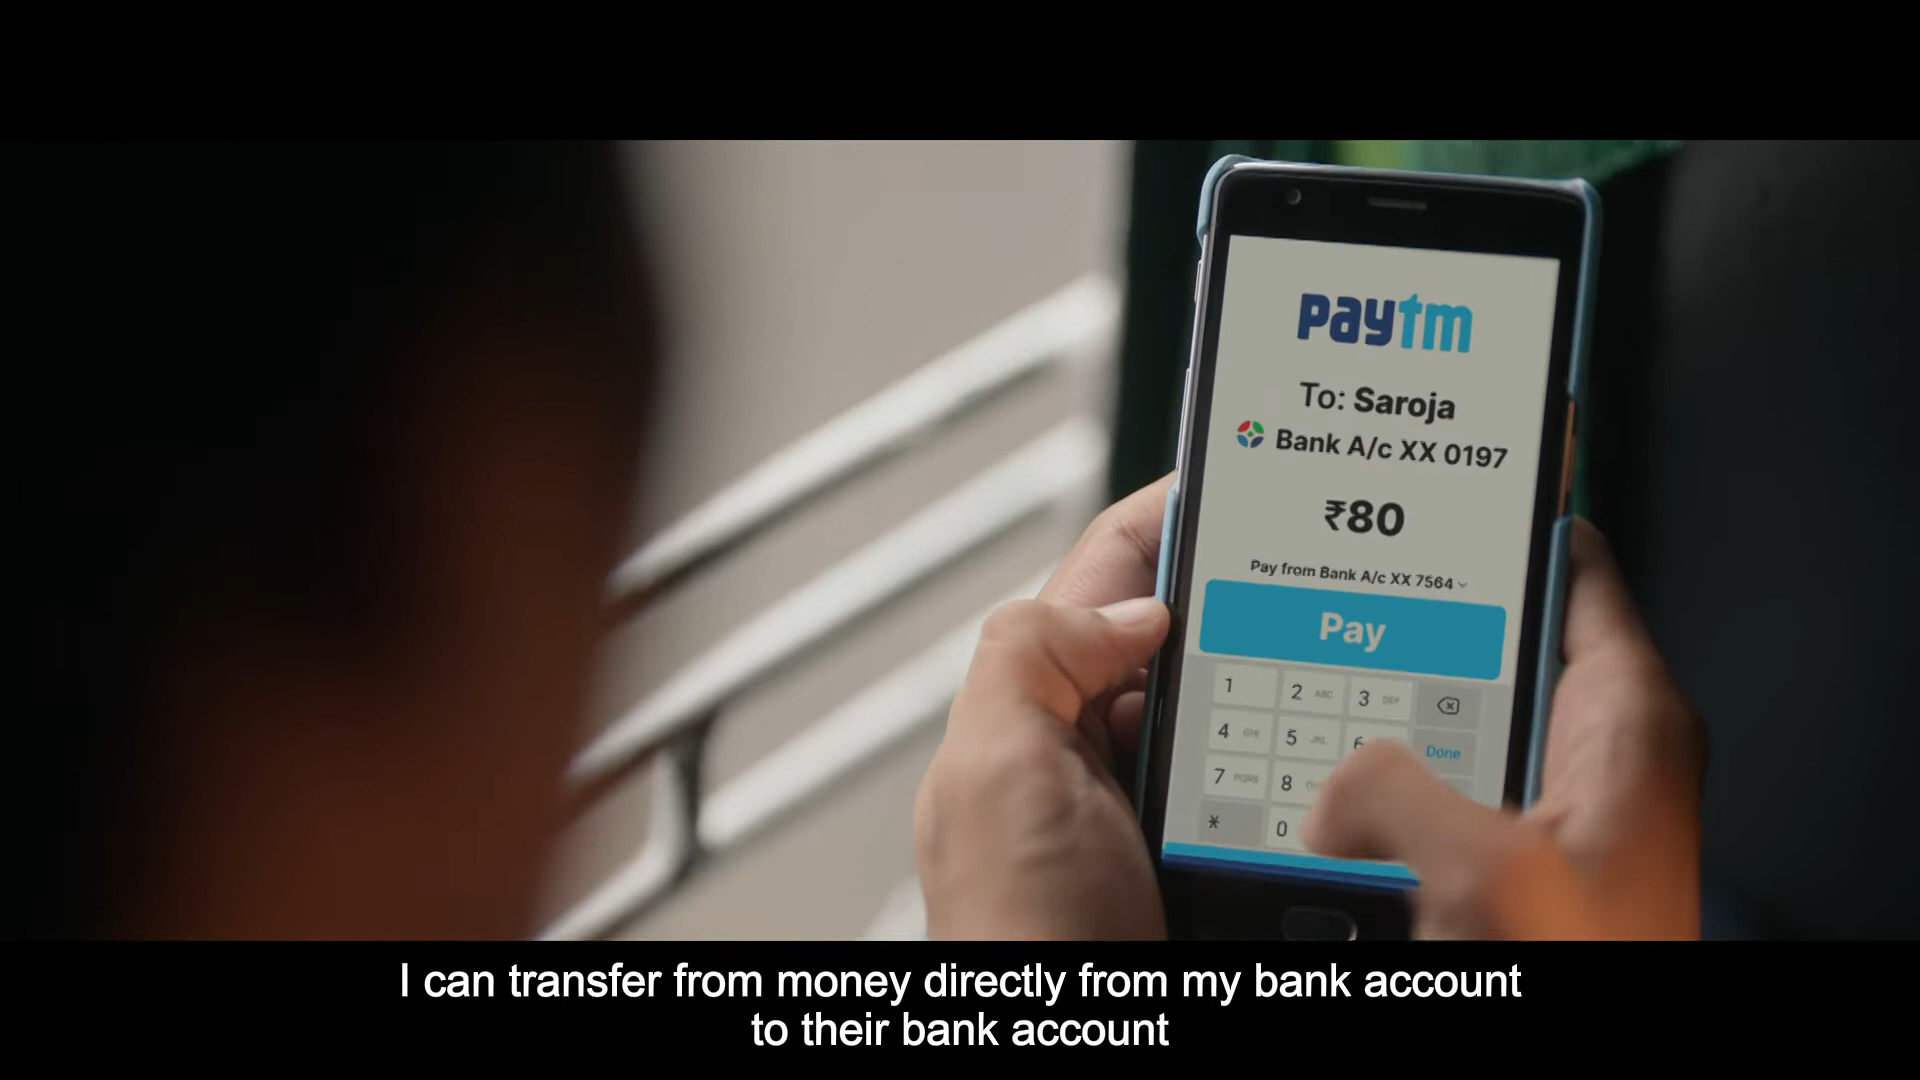 paytm
To: Saroja
Bank A/c XX 0197
₹80
Pay from Bank A/c XX 7564
Pay
1 2 ABC 3 DEF
4 GHI 5 JKL 6 Done
7 PQRS 8
* 0
I can transfer from money directly from my bank account
to their bank account